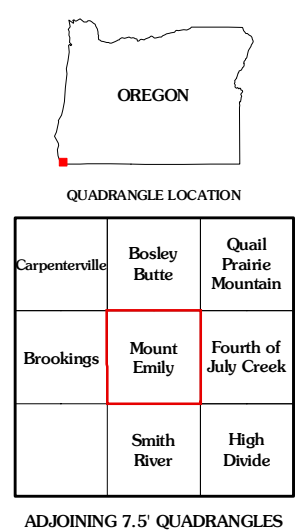 OREGON
QUADRANGLE LOCATION
Carpenterville
Bosley
Butte
Quail
Prairie
Mountain
Brookings
Mount
Emily
Fourth of
July Creek
Smith
River
High
Divide
ADJOINING 7.5' QUADRANGLES